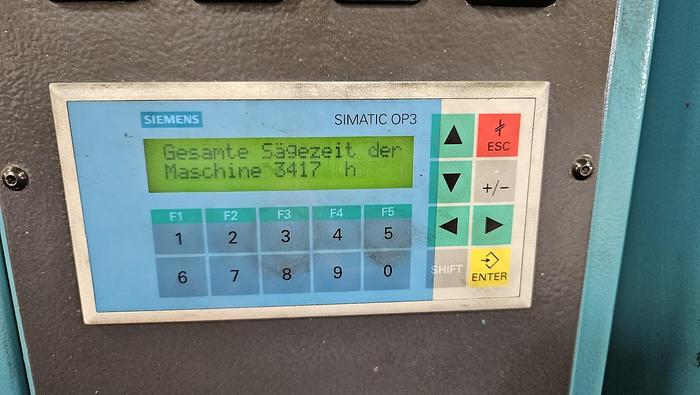 SIEMENS
SIMATIC OP3
Gesamte Sägezeit der
Maschine 3417 h
F1 F2 F3 F4 F5
1 2 3 4 5
6 7 8 9 0
ESC
+/−
SHIFT
ENTER